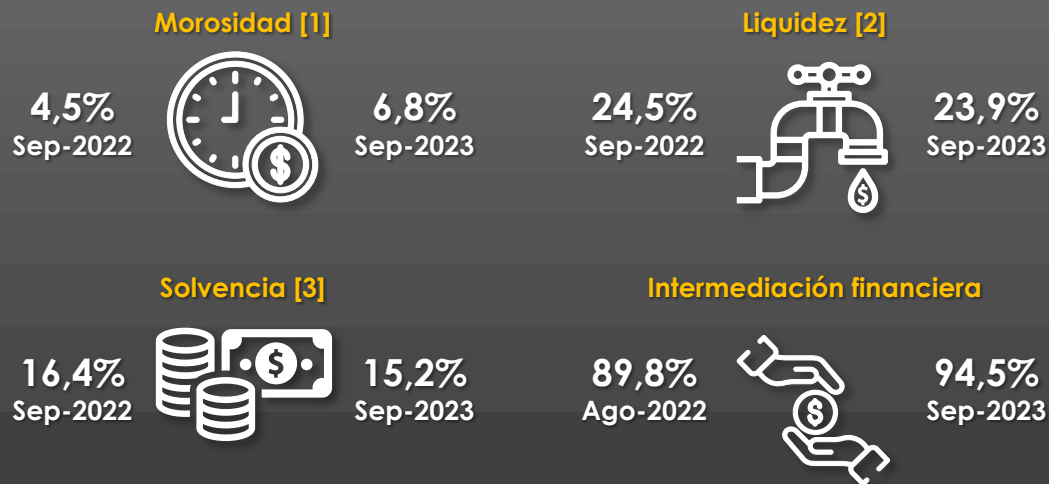 Morosidad [1]
4,5%
Sep-2022
$
6,8%
Sep-2023
Liquidez [2]
24,5%
Sep-2022
$
23,9%
Sep-2023
Solvencia [3]
16,4%
Sep-2022
$
15,2%
Sep-2023
Intermediación financiera
89,8%
Ago-2022
$
94,5%
Sep-2023